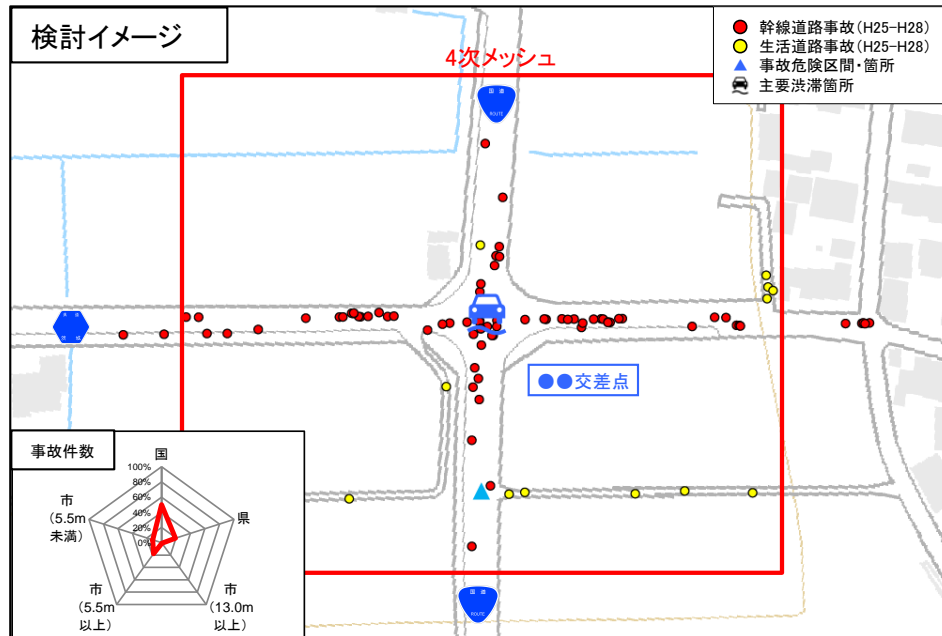 検討イメージ
幹線道路事故(H25-H28)
生活道路事故(H25-H28)
事故危険区間・箇所
主要渋滞箇所
4次メッシュ
国道
ROUTE
茨城
●●交差点
事故件数
国
100%
80%
60%
40%
20%
0%
市
(5.5m
未満)
県
市
(5.5m
以上)
市
(13.0m
以上)
国道
ROUTE